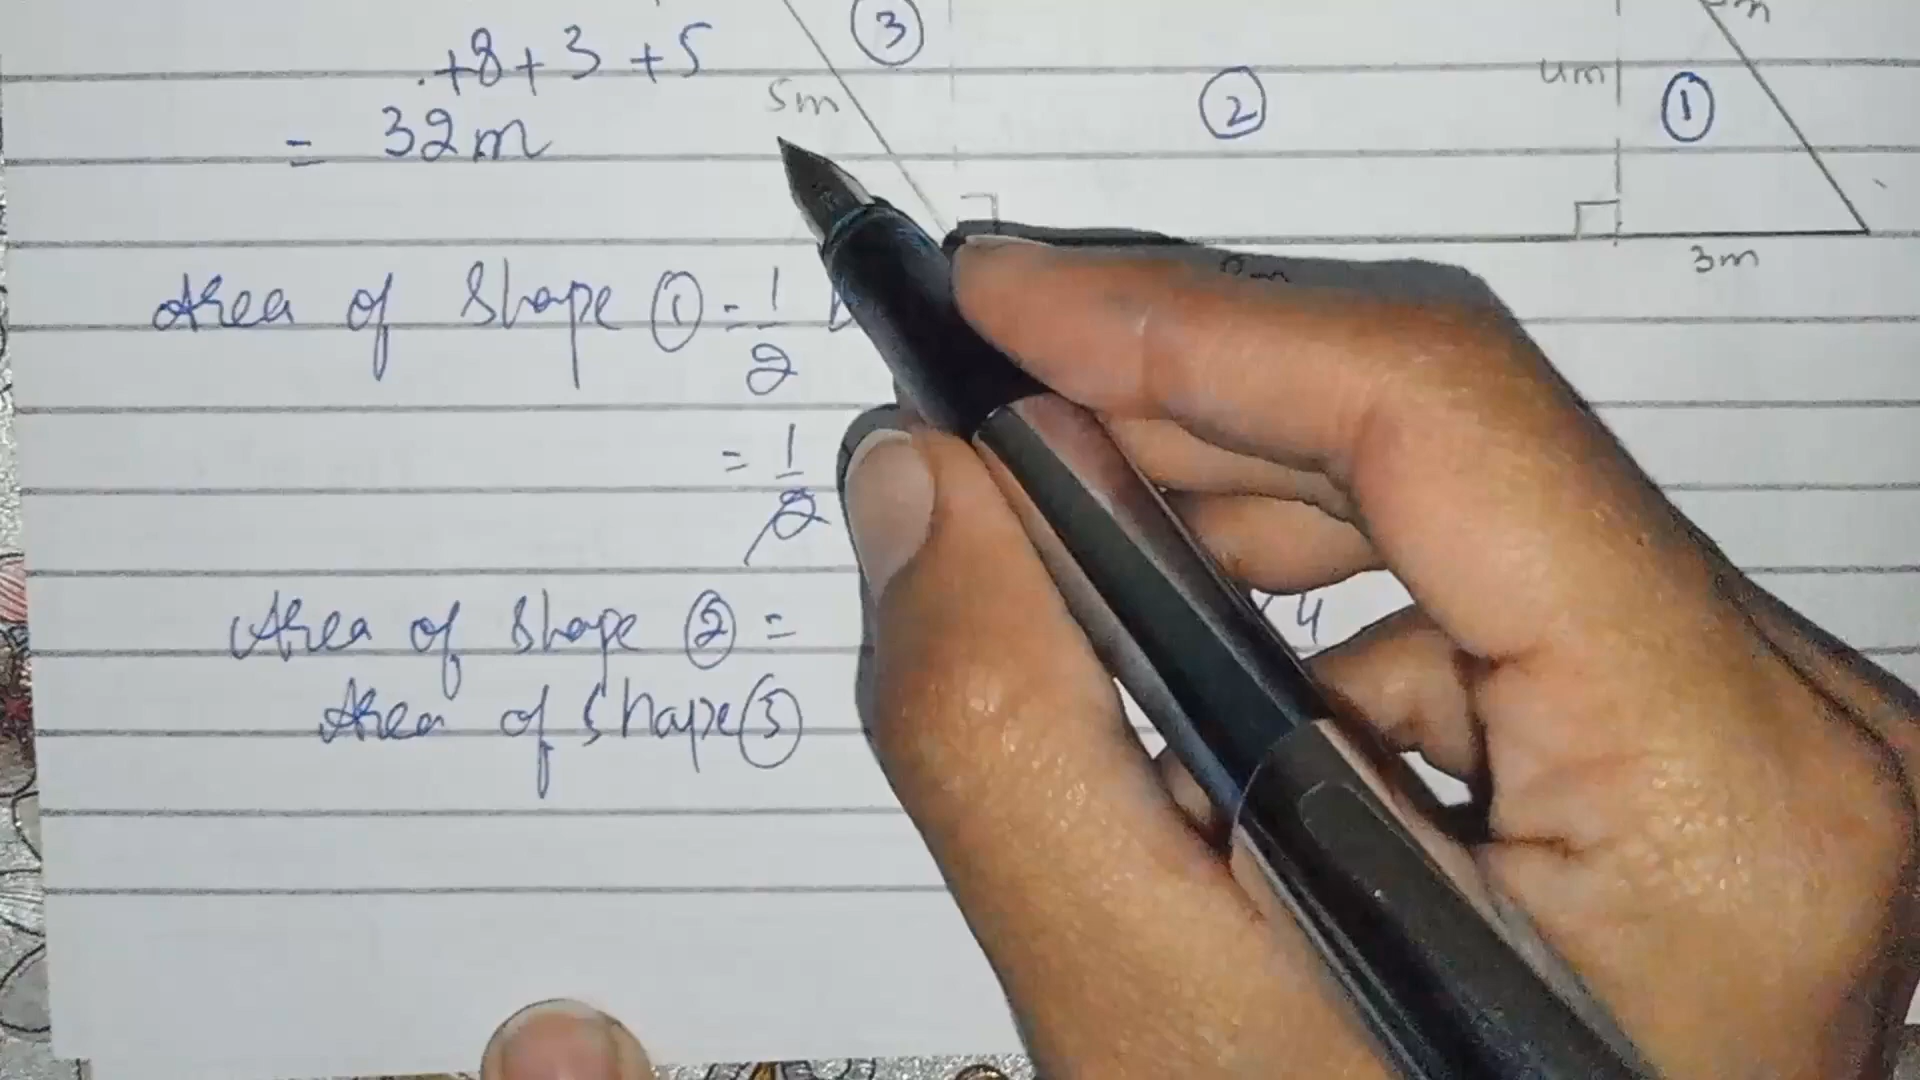 +8+3+5
= 32m
3
5m
2
4m
1
3m
Area of Shape 1 = 1/2
= 1/2
Area of Shape 2 =
4
Area of Shape 3